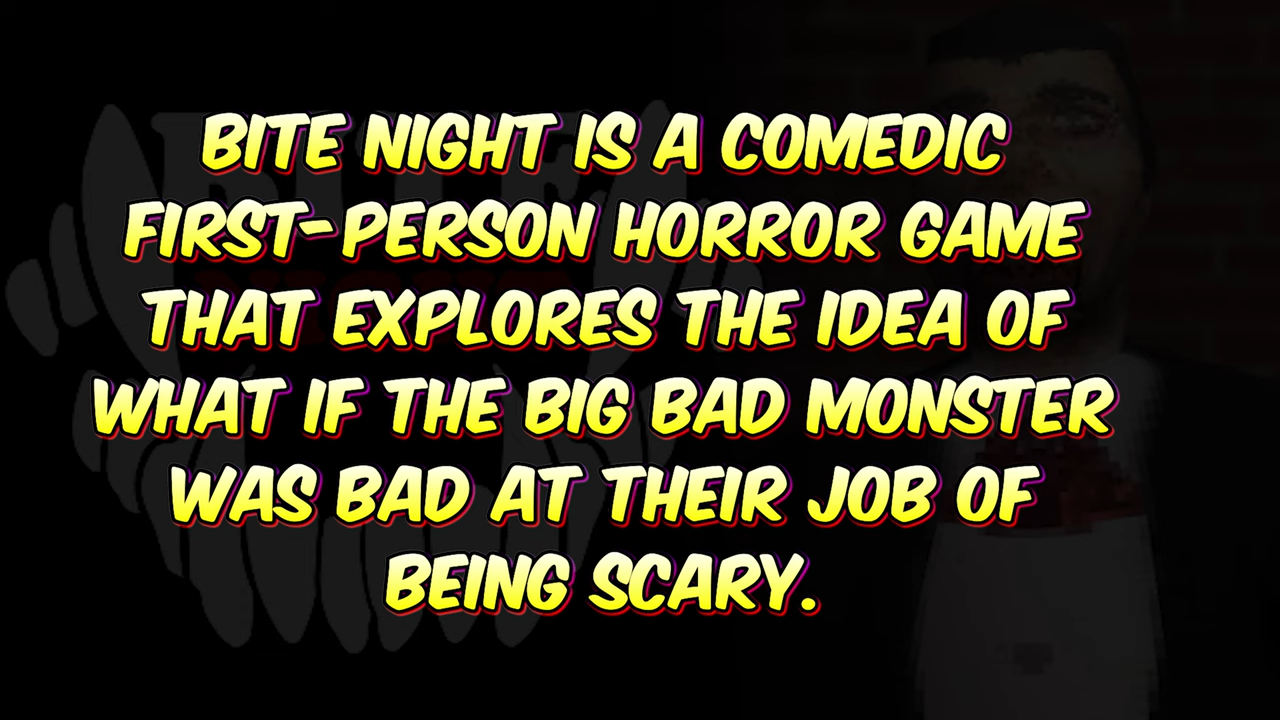 BITE NIGHT IS A COMEDIC
FIRST-PERSON HORROR GAME
THAT EXPLORES THE IDEA OF
WHAT IF THE BIG BAD MONSTER
WAS BAD AT THEIR JOB OF
BEING SCARY.